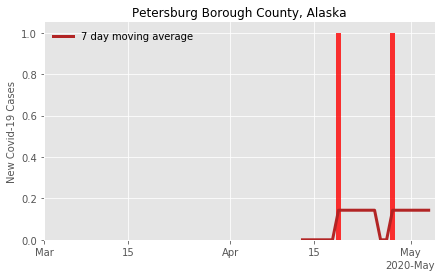 Petersburg Borough County, Alaska
7 day moving average
New Covid-19 Cases
1.0
0.8
0.6
0.4
0.2
0.0
Mar 15 Apr 15 May
2020-May